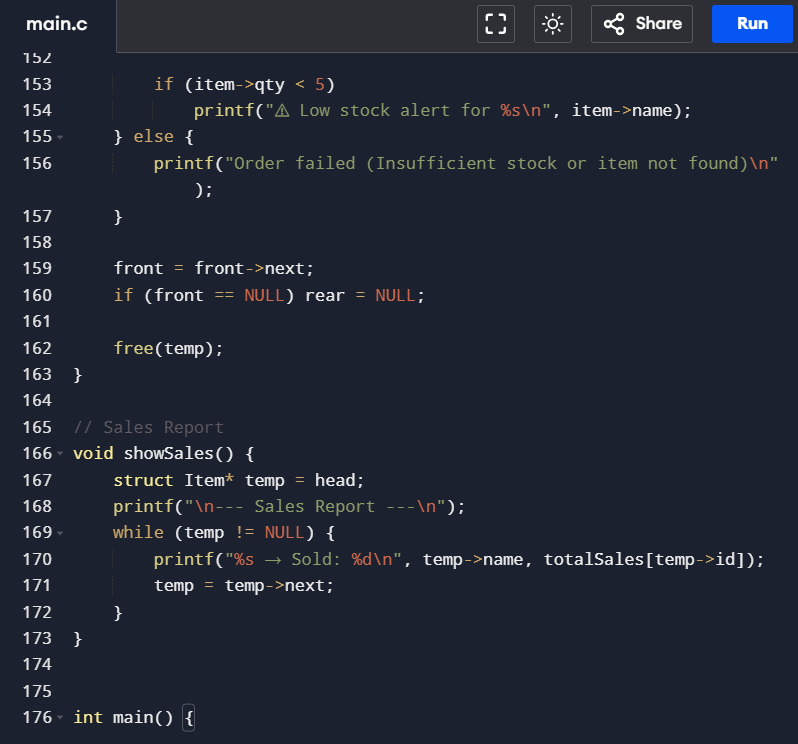 main.c
Share
Run
152
153 if (item->qty < 5)
154 printf("⚠ Low stock alert for %s\n", item->name);
155 } else {
156 printf("Order failed (Insufficient stock or item not found)\n"
);
157 }
158
159 front = front->next;
160 if (front == NULL) rear = NULL;
161
162 free(temp);
163 }
164
165 // Sales Report
166 void showSales() {
167 struct Item* temp = head;
168 printf("\n--- Sales Report ---\n");
169 while (temp != NULL) {
170 printf("%s → Sold: %d\n", temp->name, totalSales[temp->id]);
171 temp = temp->next;
172 }
173 }
174
175
176 int main() {